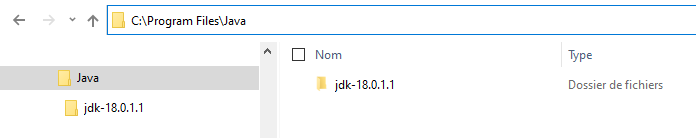 C:\Program Files\Java
Nom Type
Java
jdk-18.0.1.1 Dossier de fichiers
jdk-18.0.1.1